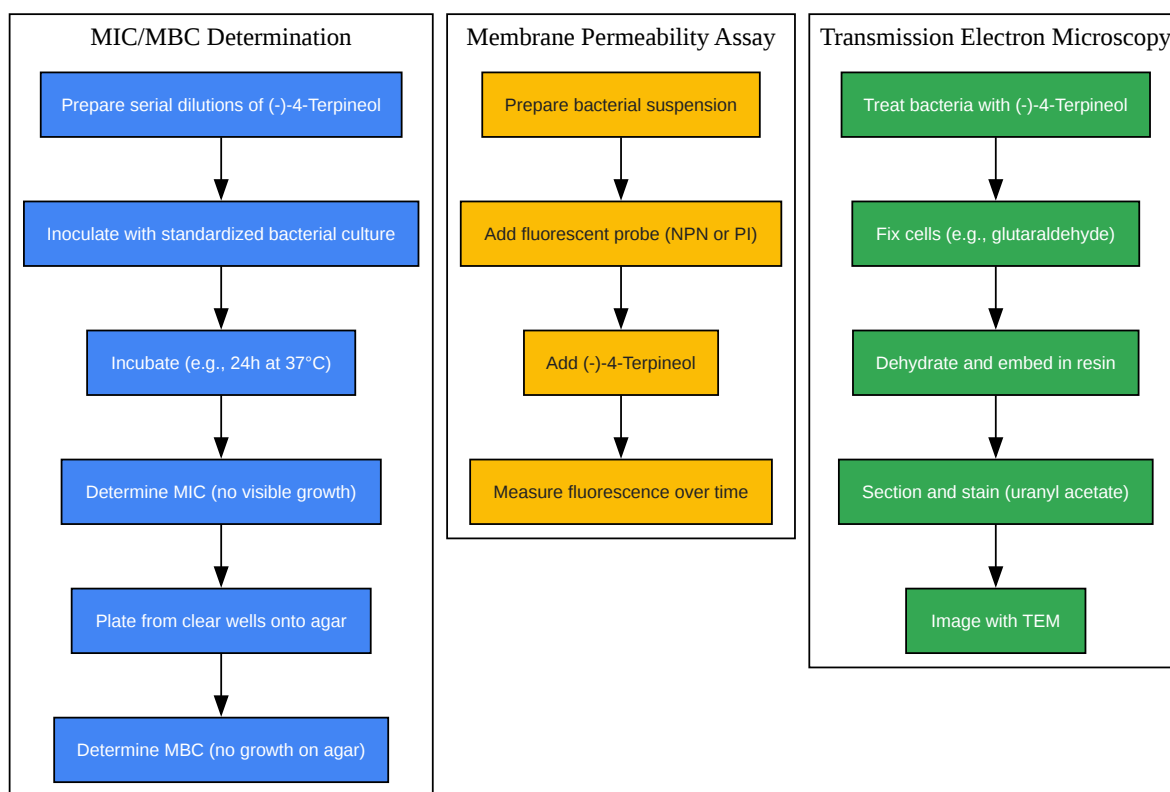 MIC/MBC Determination
Prepare serial dilutions of (-)-4-Terpineol
Inoculate with standardized bacterial culture
Incubate (e.g., 24h at 37°C)
Determine MIC (no visible growth)
Plate from clear wells onto agar
Determine MBC (no growth on agar)
Membrane Permeability Assay
Prepare bacterial suspension
Add fluorescent probe (NPN or PI)
Add (-)-4-Terpineol
Measure fluorescence over time
Transmission Electron Microscopy
Treat bacteria with (-)-4-Terpineol
Fix cells (e.g., glutaraldehyde)
Dehydrate and embed in resin
Section and stain (uranyl acetate)
Image with TEM